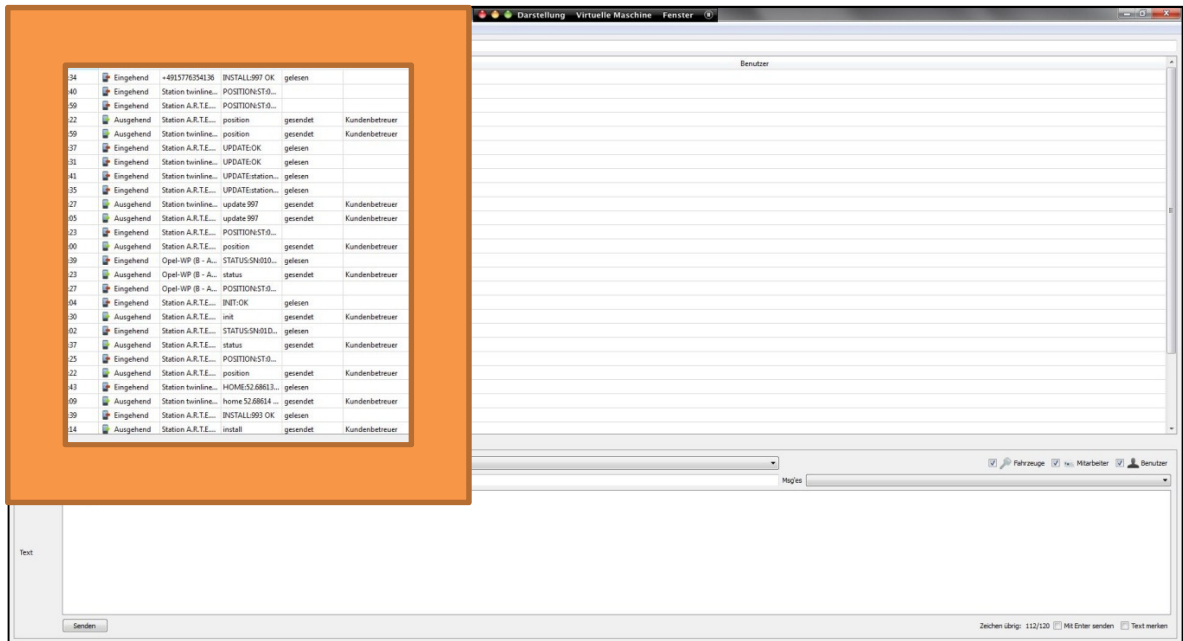 Darstellung Virtuelle Maschine Fenster
Benutzer
:34 Eingehend +4915776354136 INSTALL:997 OK gelesen
:40 Eingehend Station twinline... POSITION:ST:0...
:59 Eingehend Station A.R.T.E.... POSITION:ST:0...
:22 Ausgehend Station A.R.T.E.... position gesendet Kundenbetreuer
:59 Ausgehend Station twinline... position gesendet Kundenbetreuer
:37 Eingehend Station A.R.T.E.... UPDATE:OK gelesen
:31 Eingehend Station twinline... UPDATE:OK gelesen
:41 Eingehend Station twinline... UPDATE:station... gelesen
:35 Eingehend Station A.R.T.E.... UPDATE:station... gelesen
:27 Ausgehend Station twinline... update 997 gesendet Kundenbetreuer
:05 Ausgehend Station A.R.T.E.... update 997 gesendet Kundenbetreuer
:23 Eingehend Station A.R.T.E.... POSITION:ST:0...
:00 Ausgehend Station A.R.T.E.... position gesendet Kundenbetreuer
:39 Eingehend Opel-WP (B - A... STATUS:SN:010... gelesen
:23 Ausgehend Opel-WP (B - A... status gesendet Kundenbetreuer
:27 Eingehend Opel-WP (B - A... POSITION:ST:0...
:04 Eingehend Station A.R.T.E.... INIT:OK gelesen
:30 Ausgehend Station A.R.T.E.... init gesendet Kundenbetreuer
:02 Eingehend Station A.R.T.E.... STATUS:SN:01D... gelesen
:37 Ausgehend Station A.R.T.E.... status gesendet Kundenbetreuer
:25 Eingehend Station A.R.T.E.... POSITION:ST:0...
:22 Ausgehend Station A.R.T.E.... position gesendet Kundenbetreuer
:43 Eingehend Station twinline... HOME:52.68613... gelesen
:09 Ausgehend Station twinline... home 52.68614 ... gesendet Kundenbetreuer
:39 Eingehend Station A.R.T.E.... INSTALL:993 OK gelesen
:14 Ausgehend Station A.R.T.E.... install gesendet Kundenbetreuer
Fahrzeuge Mitarbeiter Benutzer
Msg'es
Text
Senden Zeichen übrig: 112/120 Mit Enter senden Text merken